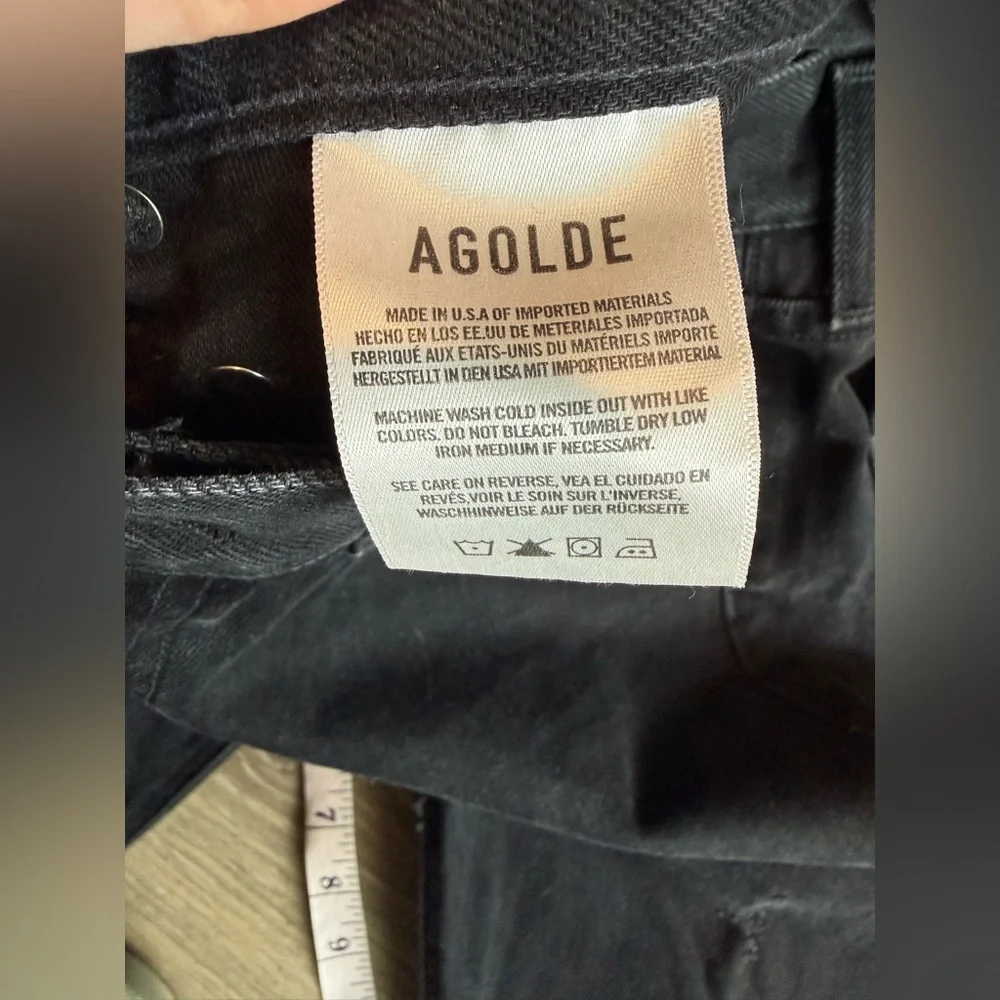 AGOLDE
MADE IN U.S.A OF IMPORTED MATERIALS
HECHO EN LOS EE.UU DE METERIALES IMPORTADA
FABRIQUÉ AUX ETATS-UNIS DU MATÉRIELS IMPORTÉ
HERGESTELLT IN DEN USA MIT IMPORTIERTEM MATERIAL
MACHINE WASH COLD INSIDE OUT WITH LIKE
COLORS. DO NOT BLEACH. TUMBLE DRY LOW
IRON MEDIUM IF NECESSARY.
SEE CARE ON REVERSE, VEA EL CUIDADO EN
REVÉS,VOIR LE SOIN SUR L'INVERSE,
WASCHHINWEISE AUF DER RÜCKSEITE
7
8
9